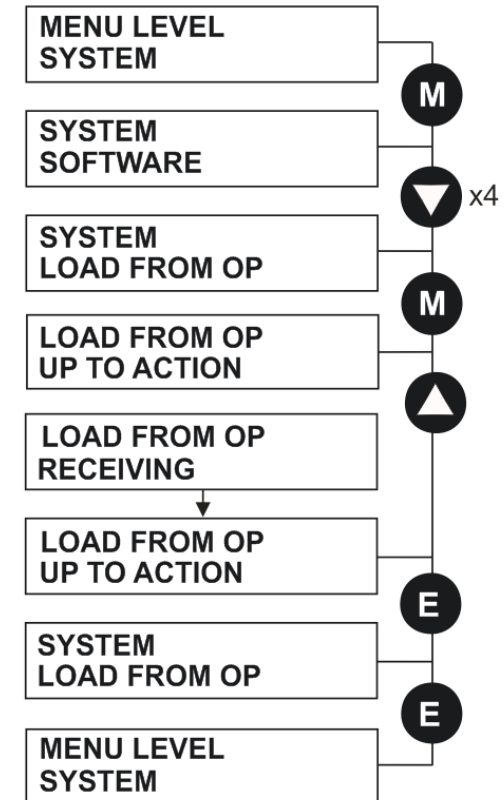 MENU LEVEL
SYSTEM
M
SYSTEM
SOFTWARE
x4
SYSTEM
LOAD FROM OP
M
LOAD FROM OP
UP TO ACTION
LOAD FROM OP
RECEIVING
LOAD FROM OP
UP TO ACTION
E
SYSTEM
LOAD FROM OP
E
MENU LEVEL
SYSTEM